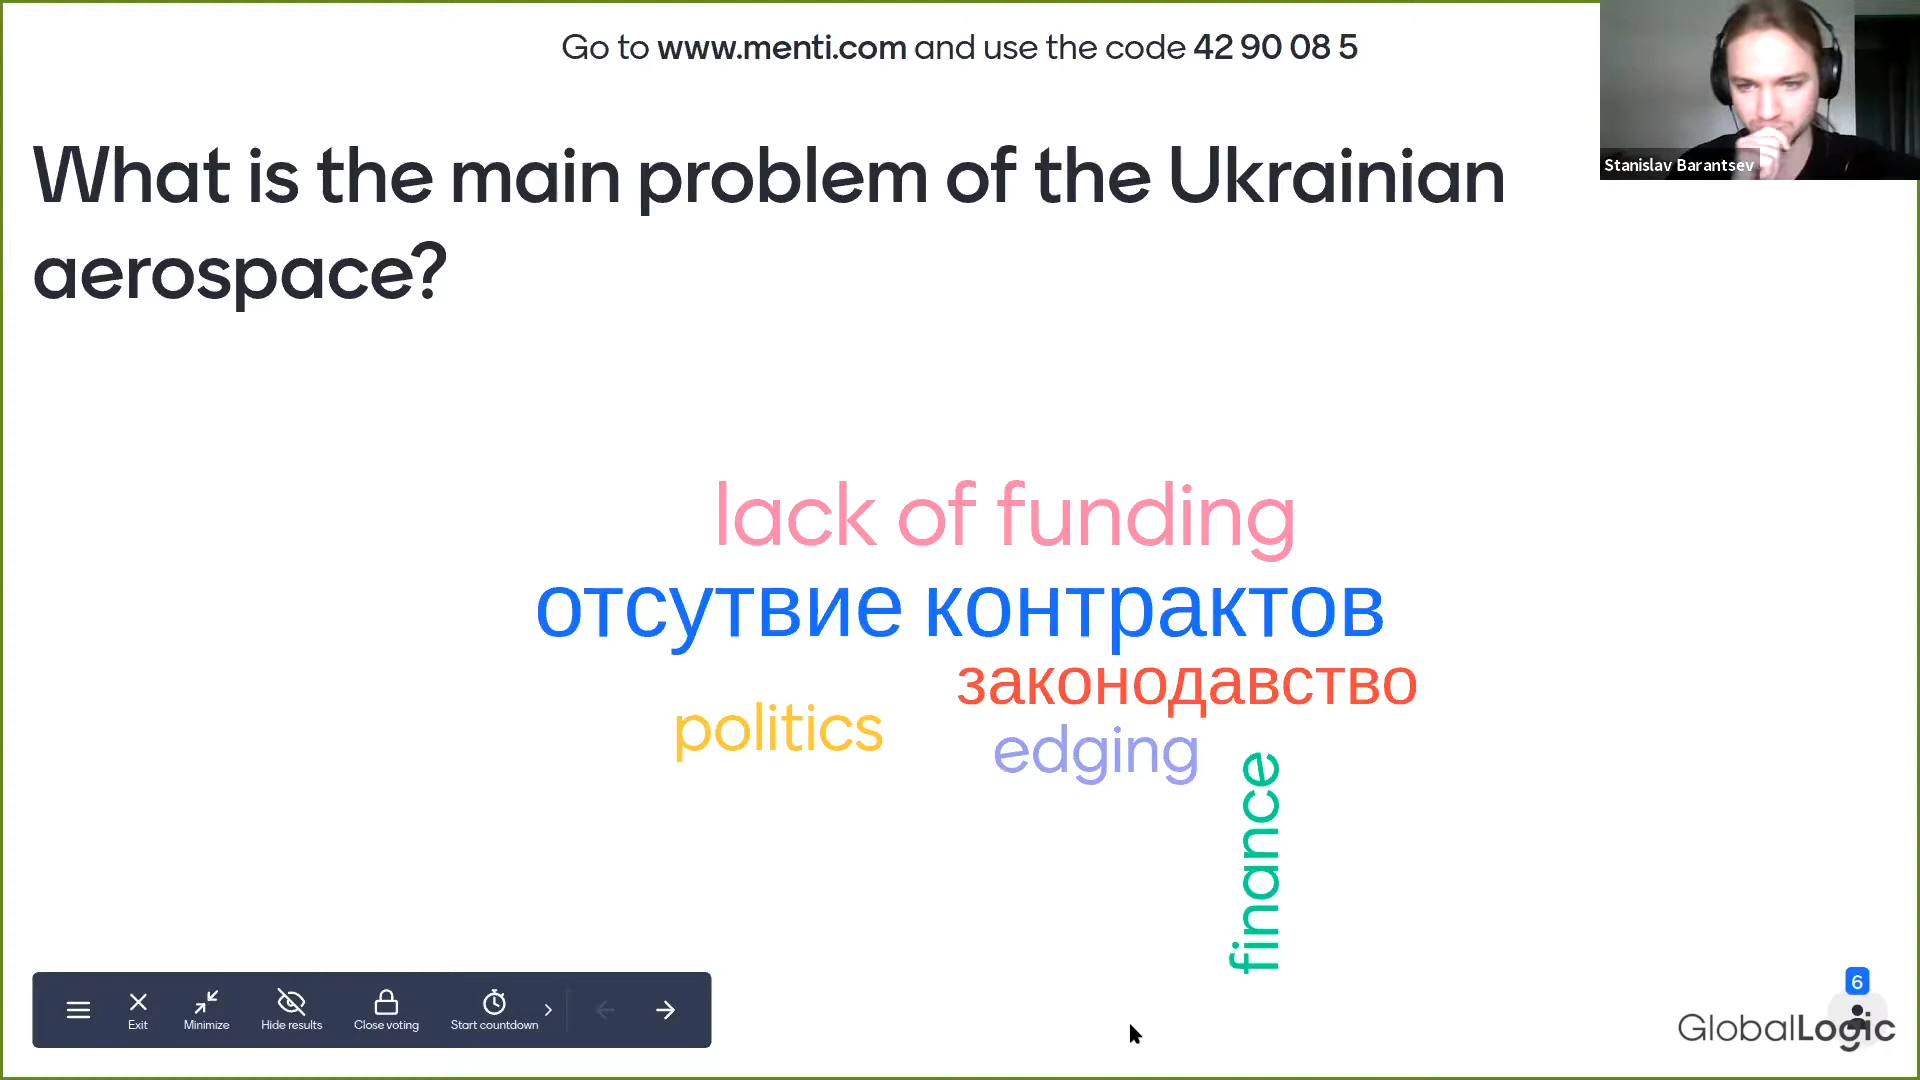 Go to www.menti.com and use the code 42 90 08 5
Stanislav Barantsev
What is the main problem of the Ukrainian
aerospace?
lack of funding
отсутвие контрактов
законодавство
politics
edging
finance
Exit
Minimize
Hide results
Close voting
Start countdown
6
GlobalLogic